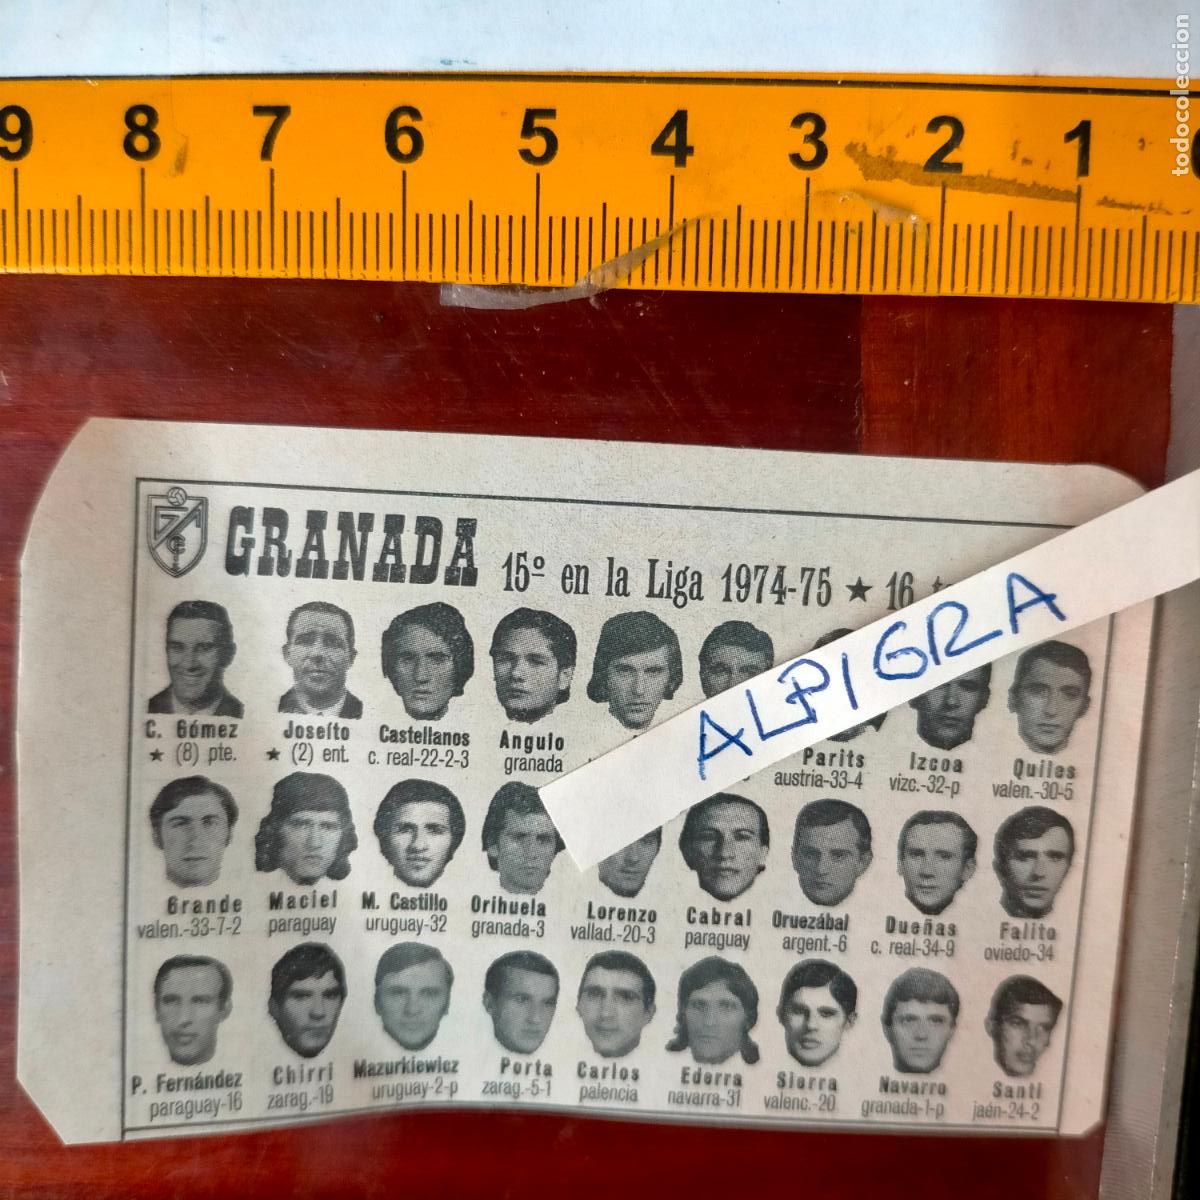 todocoleccion
9 8 7 6 5 4 3 2 1
GRANADA 15º en la Liga 1974-75 ★ 16
ALPIGRA
C. Gómez Joseíto Castellanos Angulo Parits Izcoa Quiles
★ (8) pte. ★ (2) ent. c. real-22-2-3 granada austria-33-4 vizc.-32-p valen.-30-5
Grande Maciel M. Castillo Orihuela Lorenzo Cabral Oruezábal Dueñas Falito
valen.-33-7-2 paraguay uruguay-32 granada-3 vallad.-20-3 paraguay argent.-6 c. real-34-9 oviedo-34
P. Fernández Chirri Mazurkiewicz Porta Carlos Ederra Sierra Navarro Santi
paraguay-16 zarag.-19 uruguay-2-p zarag.-5-1 palencia navarra-31 valenc.-20 granada-1-p jaén-24-2